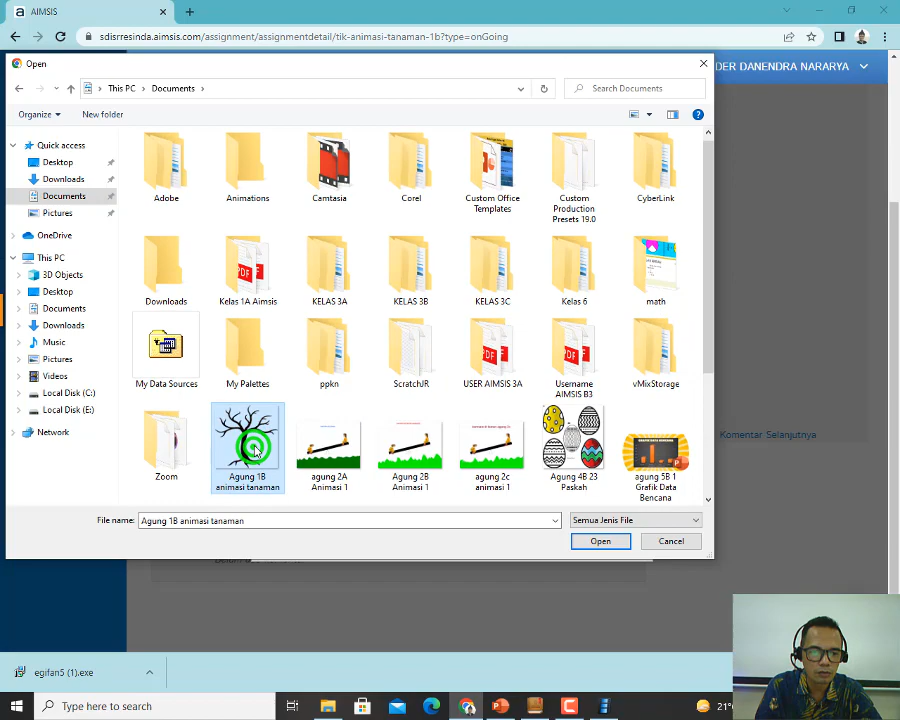 AIMSIS
sdisrresnda.aimsis.com/assignment/assignmentdetail/tik-animasi-tanaman-1b?type=onGoing
Open
DER DANENDRA NARARYA
This PC > Documents >
Search Documents
Organize
New folder
Quick access
Desktop
Downloads
Documents
Pictures
OneDrive
This PC
3D Objects
Desktop
Documents
Downloads
Music
Pictures
Videos
Local Disk (C:)
Local Disk (E:)
Network
Adobe
Animations
Camtasia
Corel
Custom Office
Templates
Custom
Production
Presets 19.0
CyberLink
Downloads
Kelas 1A Aimsis
KELAS 3A
KELAS 3B
KELAS 3C
Kelas 6
math
My Data Sources
My Palettes
ppkn
ScratchJR
USER AIMSIS 3A
Username
AIMSIS B3
vMixStorage
Zoom
Agung 1B
animasi tanaman
agung 2A
Animasi 1
Agung 2B
Animasi 1
agung 2c
animasi 1
Agung 4B 23
Paskah
agung 5B 1
Grafik Data
Bencana
Komentar Selanjutnya
File name:
Agung 1B animasi tanaman
Semua Jenis File
Open
Cancel
egifan5 (1).exe
Type here to search
21°